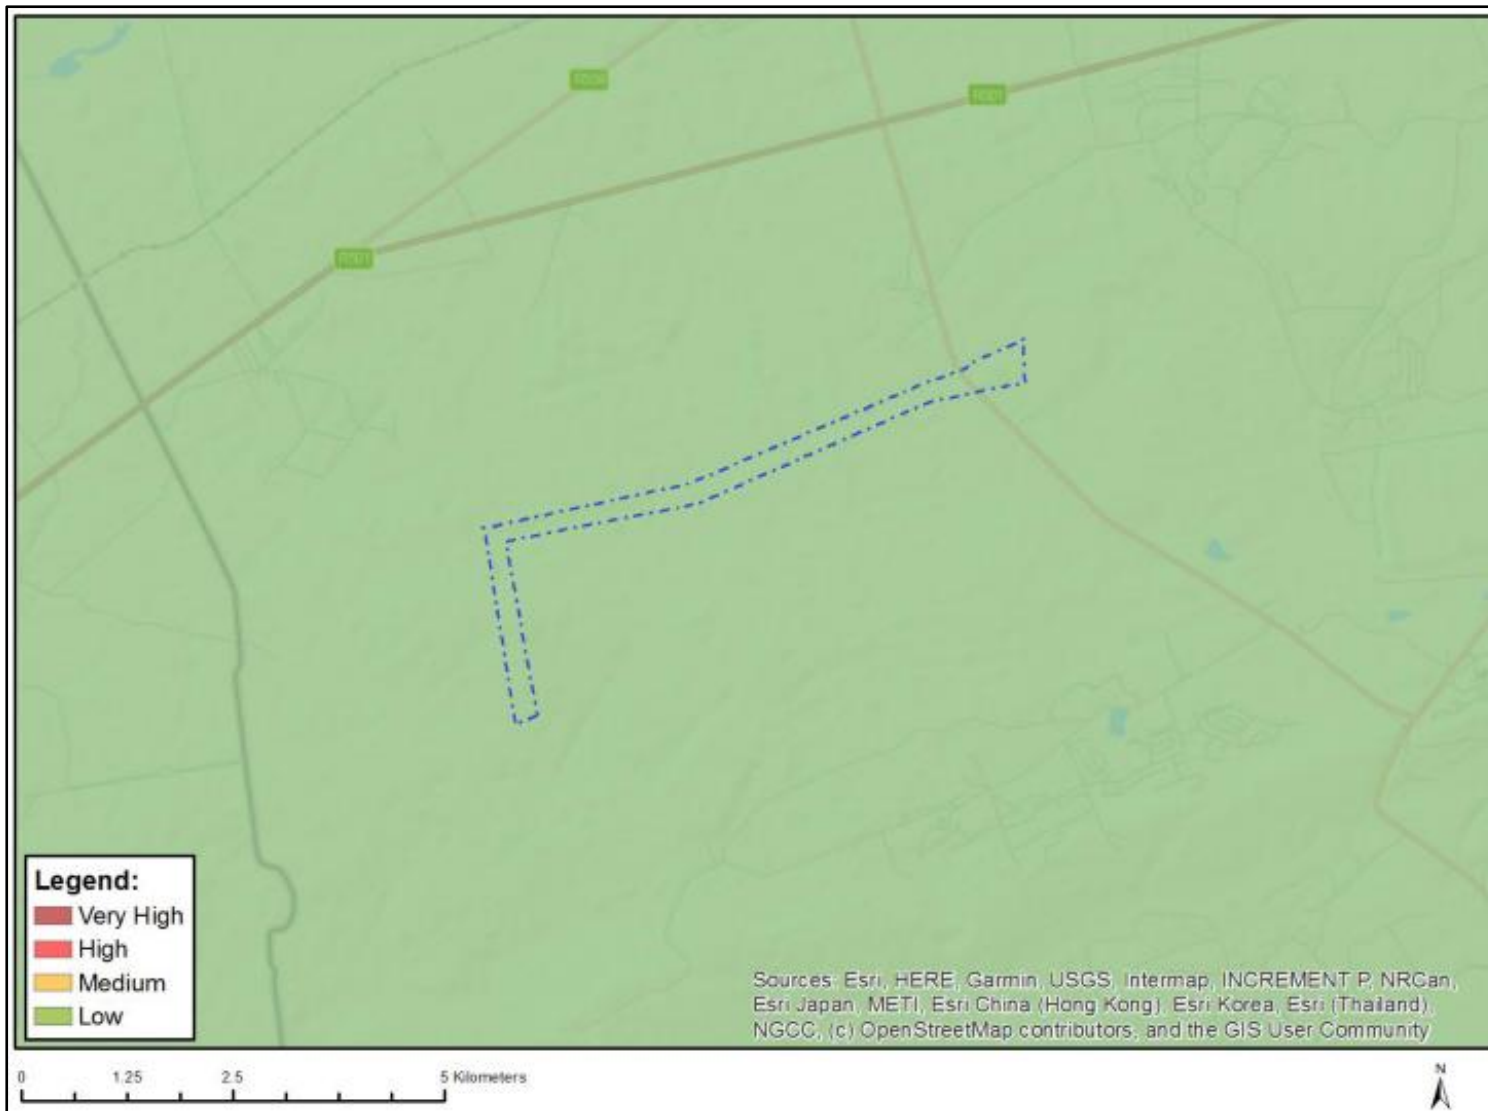 Legend:
Very High
High
Medium
Low
Sources: Esri, HERE, Garmin, USGS, Intermap, INCREMENT P, NRCan,
Esri Japan, METI, Esri China (Hong Kong), Esri Korea, Esri (Thailand),
NGCC, (c) OpenStreetMap contributors, and the GIS User Community
0 1.25 2.5 5 Kilometers
N